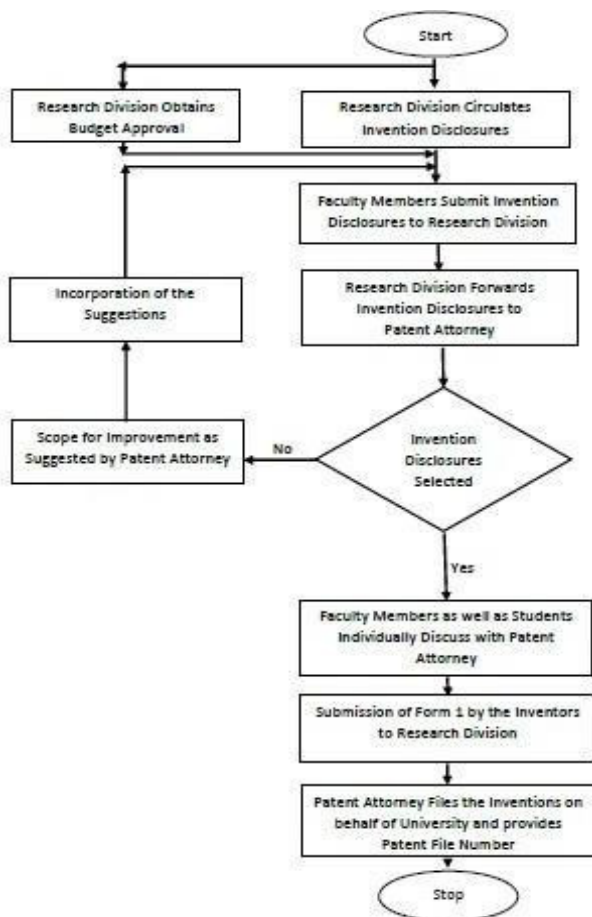 Start
Research Division Obtains
Budget Approval
Research Division Circulates
Invention Disclosures
Faculty Members Submit Invention
Disclosures to Research Division
Incorporation of the
Suggestions
Research Division Forwards
Invention Disclosures to
Patent Attorney
Scope for Improvement as
Suggested by Patent Attorney
No
Invention
Disclosures
Selected
Yes
Faculty Members as well as Students
Individually Discuss with Patent
Attorney
Submission of Form 1 by the Inventors
to Research Division
Patent Attorney Files the Inventions on
behalf of University and provides
Patent File Number
Stop